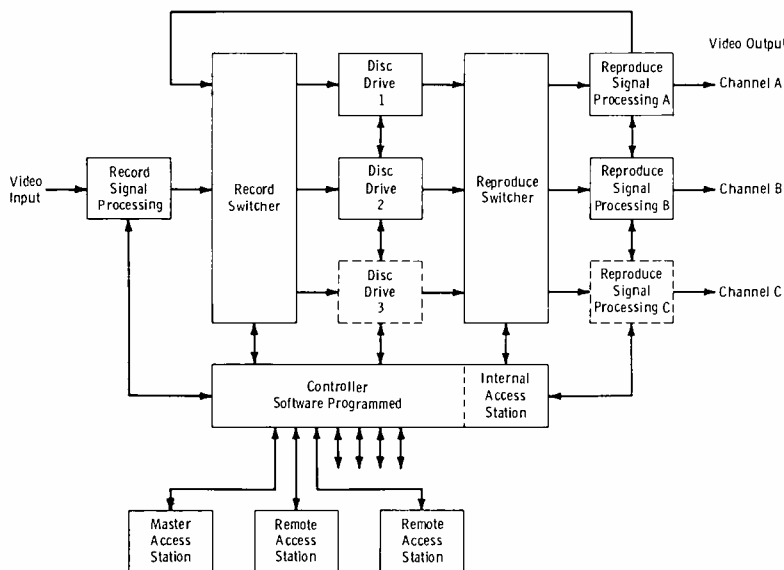 Video Output
Disc
Drive
1
Reproduce
Signal
Processing A
Channel A
Video
Input
Record
Signal
Processing
Record
Switcher
Disc
Drive
2
Reproduce
Switcher
Reproduce
Signal
Processing B
Channel B
Disc
Drive
3
Reproduce
Signal
Processing C
Channel C
Controller
Software Programmed
Internal
Access
Station
Master
Access
Station
Remote
Access
Station
Remote
Access
Station